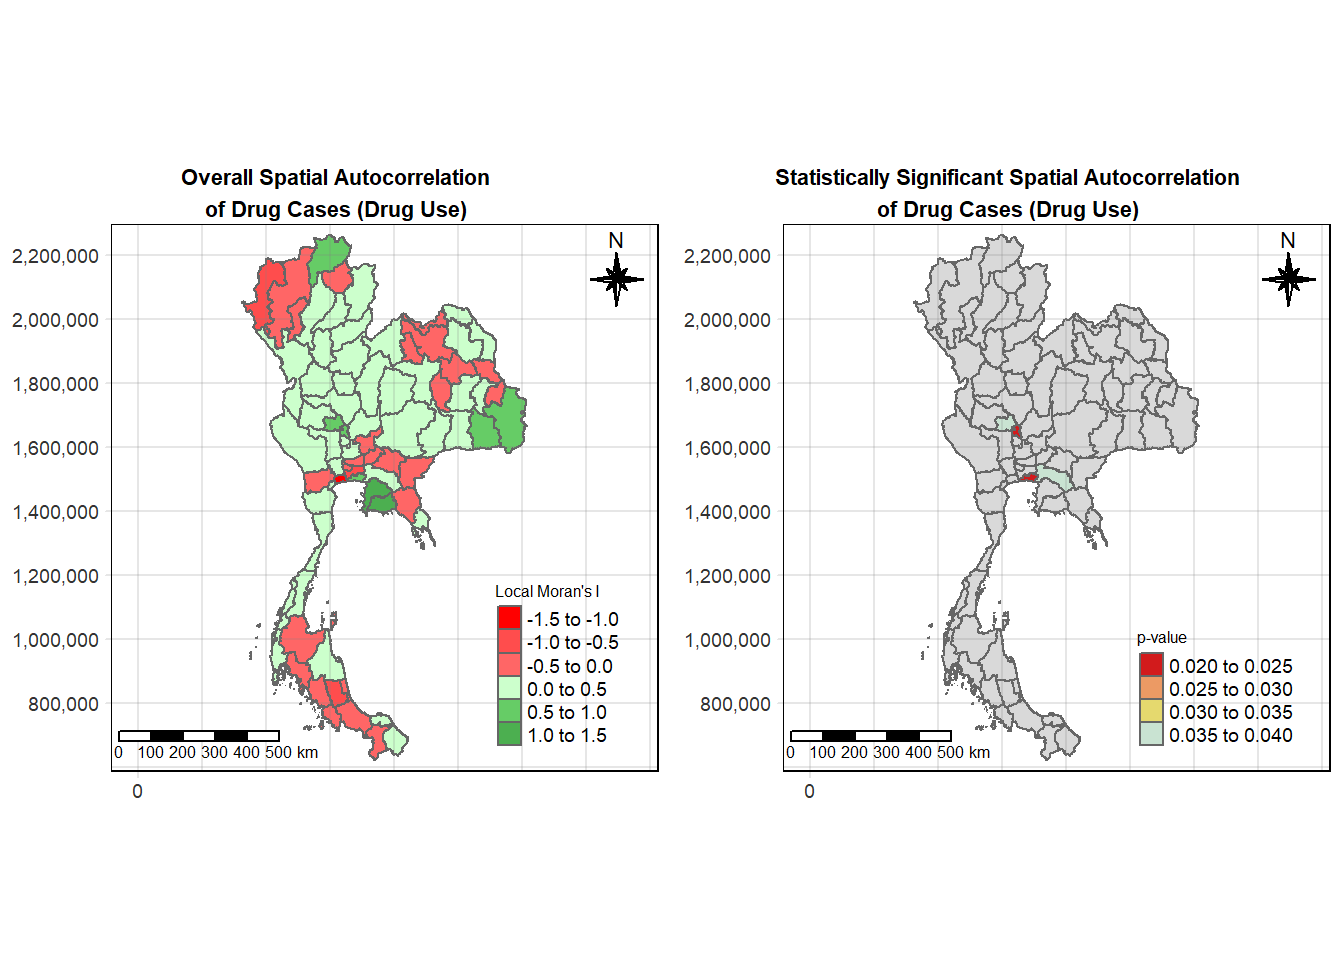 Overall Spatial Autocorrelation
of Drug Cases (Drug Use)
N
2,200,000
2,000,000
1,800,000
1,600,000
1,400,000
1,200,000
1,000,000
800,000
Local Moran's I
-1.5 to -1.0
-1.0 to -0.5
-0.5 to 0.0
0.0 to 0.5
0.5 to 1.0
1.0 to 1.5
0 100 200 300 400 500 km
0
Statistically Significant Spatial Autocorrelation
of Drug Cases (Drug Use)
N
2,200,000
2,000,000
1,800,000
1,600,000
1,400,000
1,200,000
1,000,000
800,000
p-value
0.020 to 0.025
0.025 to 0.030
0.030 to 0.035
0.035 to 0.040
0 100 200 300 400 500 km
0